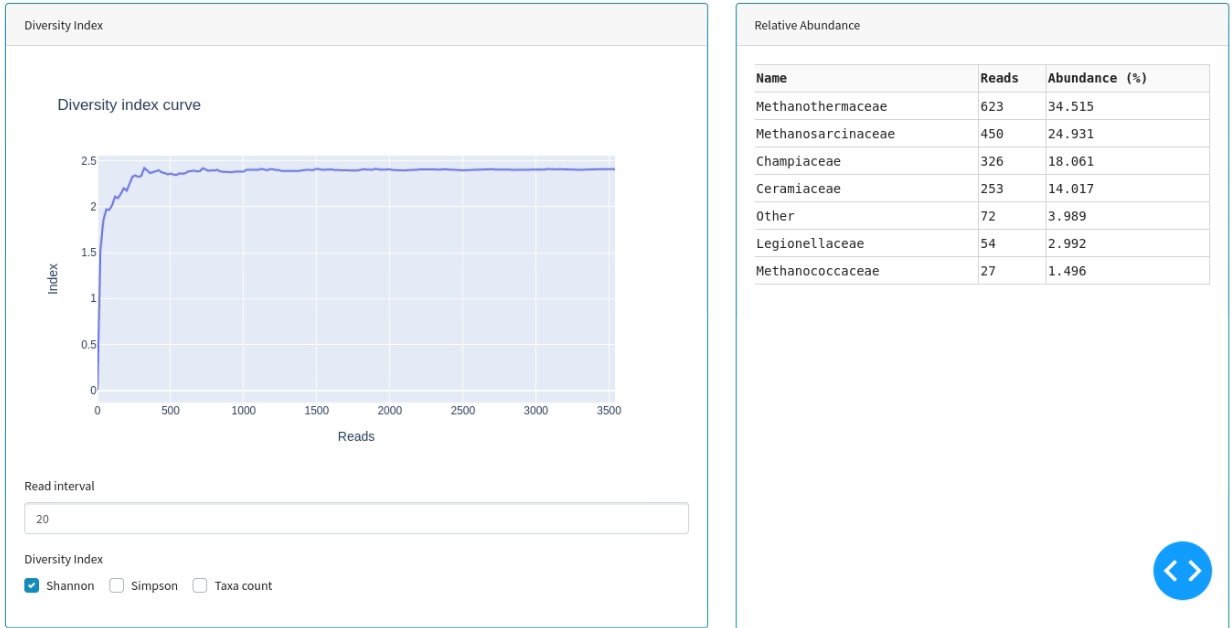 Diversity Index
Diversity index curve
2.5
2
1.5
1
0.5
0
Index
0 500 1000 1500 2000 2500 3000 3500
Reads
Read interval
20
Diversity Index
Shannon Simpson Taxa count
Relative Abundance
Name Reads Abundance (%)
Methanothermaceae 623 34.515
Methanosarcinaceae 450 24.931
Champiaceae 326 18.061
Ceramiaceae 253 14.017
Other 72 3.989
Legionellaceae 54 2.992
Methanococcaceae 27 1.496